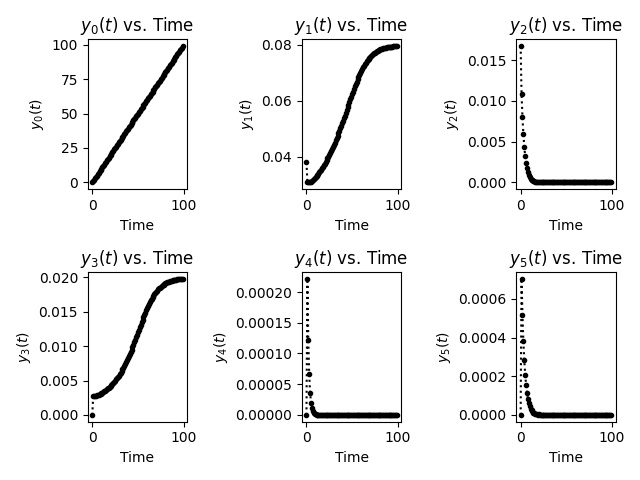 y₀(t) vs. Time
y₁(t) vs. Time
y₂(t) vs. Time
100
75
50
25
0
y₀(t)
0
100
Time
0.08
0.06
0.04
y₁(t)
0
100
Time
0.015
0.010
0.005
0.000
y₂(t)
0
100
Time
y₃(t) vs. Time
y₄(t) vs. Time
y₅(t) vs. Time
0.020
0.015
0.010
0.005
0.000
y₃(t)
0
100
Time
0.00020
0.00015
0.00010
0.00005
0.00000
y₄(t)
0
100
Time
0.0006
0.0004
0.0002
0.0000
y₅(t)
0
100
Time